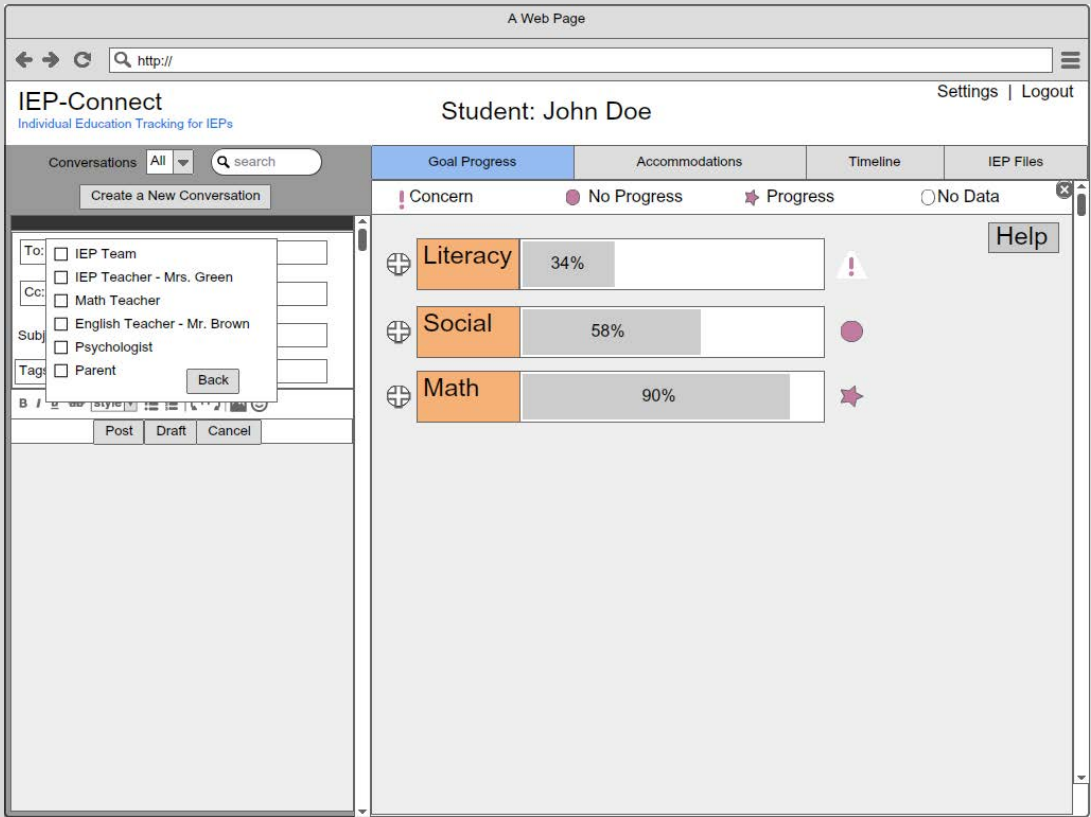 A Web Page
http://
IEP-Connect
Individual Education Tracking for IEPs
Student: John Doe
Settings | Logout
Conversations All search
Create a New Conversation
Goal Progress Accommodations Timeline IEP Files
Concern No Progress Progress No Data
Help
To:
Cc:
Subj
Tags
IEP Team
IEP Teacher - Mrs. Green
Math Teacher
English Teacher - Mr. Brown
Psychologist
Parent
Back
B I style
Post Draft Cancel
Literacy 34%
Social 58%
Math 90%